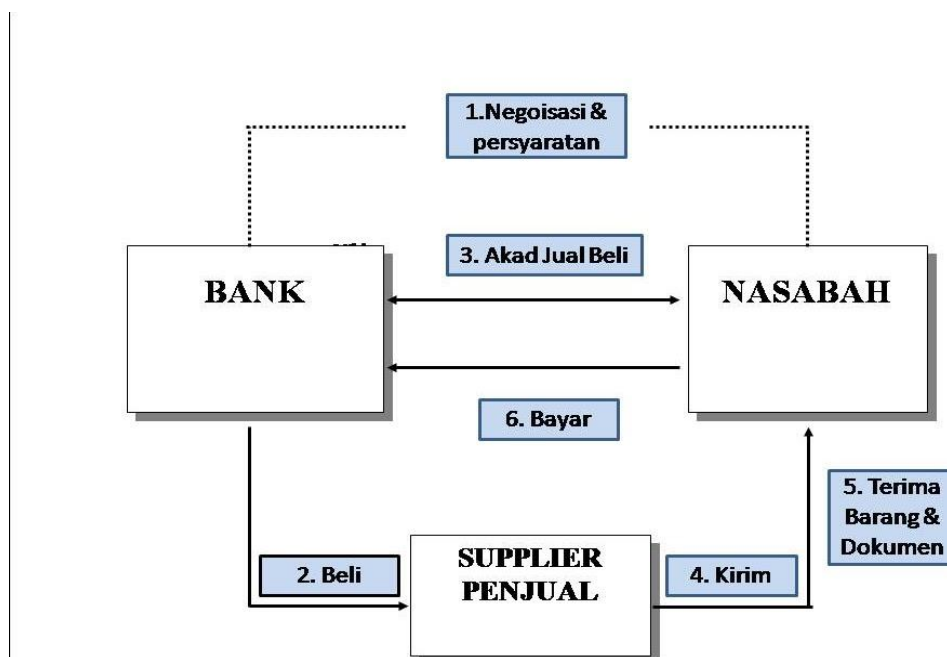 1.Negoisasi &
persyaratan
3. Akad Jual Beli
BANK
NASABAH
6. Bayar
5. Terima
Barang &
Dokumen
2. Beli
SUPPLIER
PENJUAL
4. Kirim